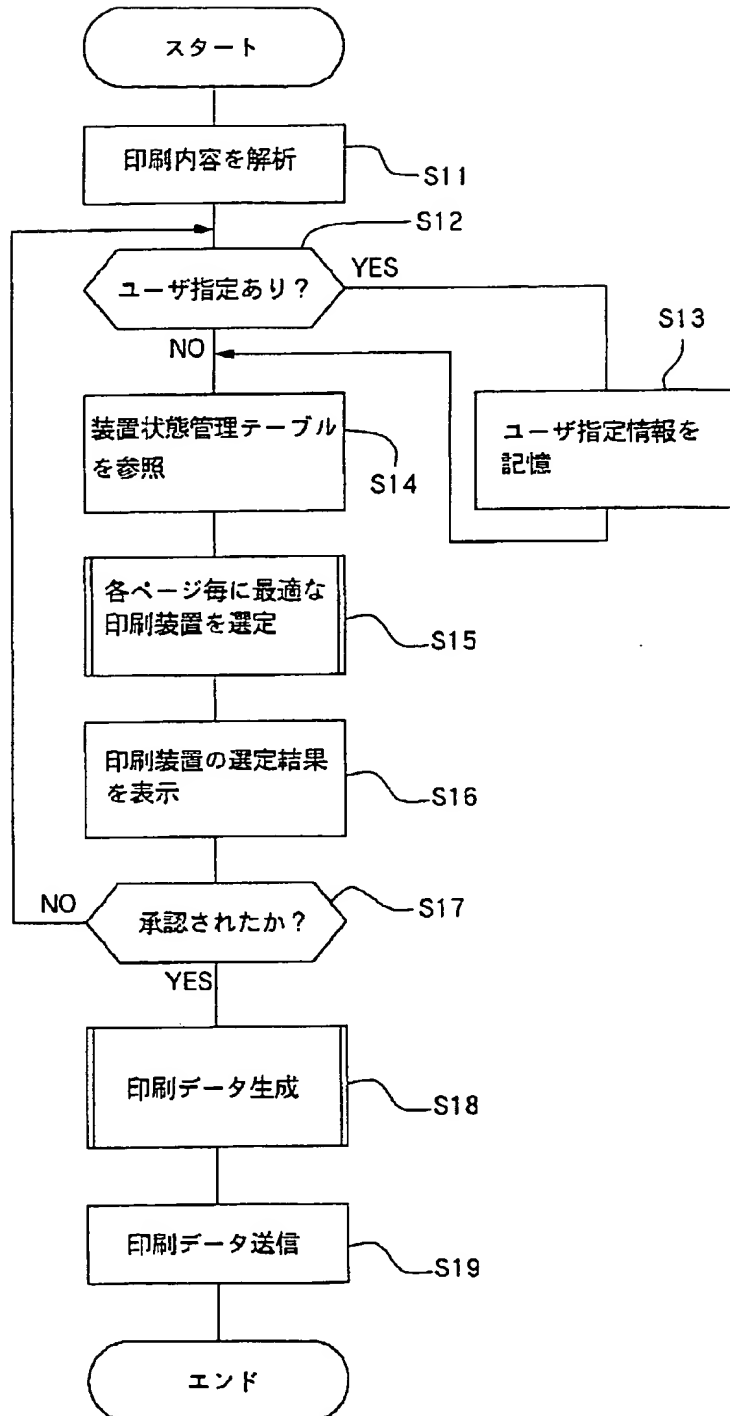 スタート
印刷内容を解析
S11
S12
ユーザ指定あり？
YES
NO
S13
ユーザ指定情報を
記憶
装置状態管理テーブル
を参照
S14
各ページ毎に最適な
印刷装置を選定
S15
印刷装置の選定結果
を表示
S16
承認されたか？
S17
NO
YES
印刷データ生成
S18
印刷データ送信
S19
エンド